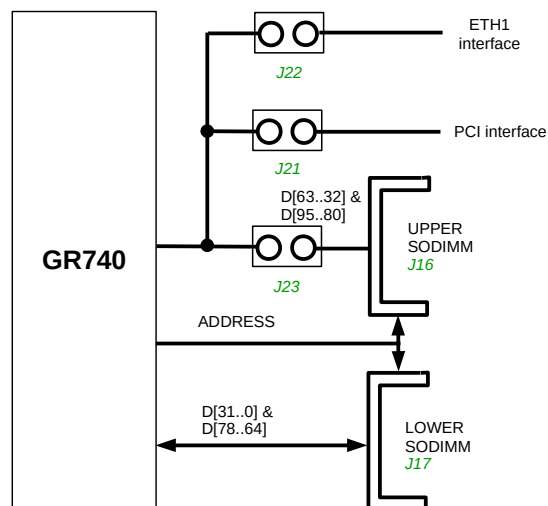 ETH1
interface
J22
PCI interface
J21
D[63..32] &
D[95..80]
UPPER
SODIMM
J16
GR740
J23
ADDRESS
D[31..0] &
D[78..64]
LOWER
SODIMM
J17